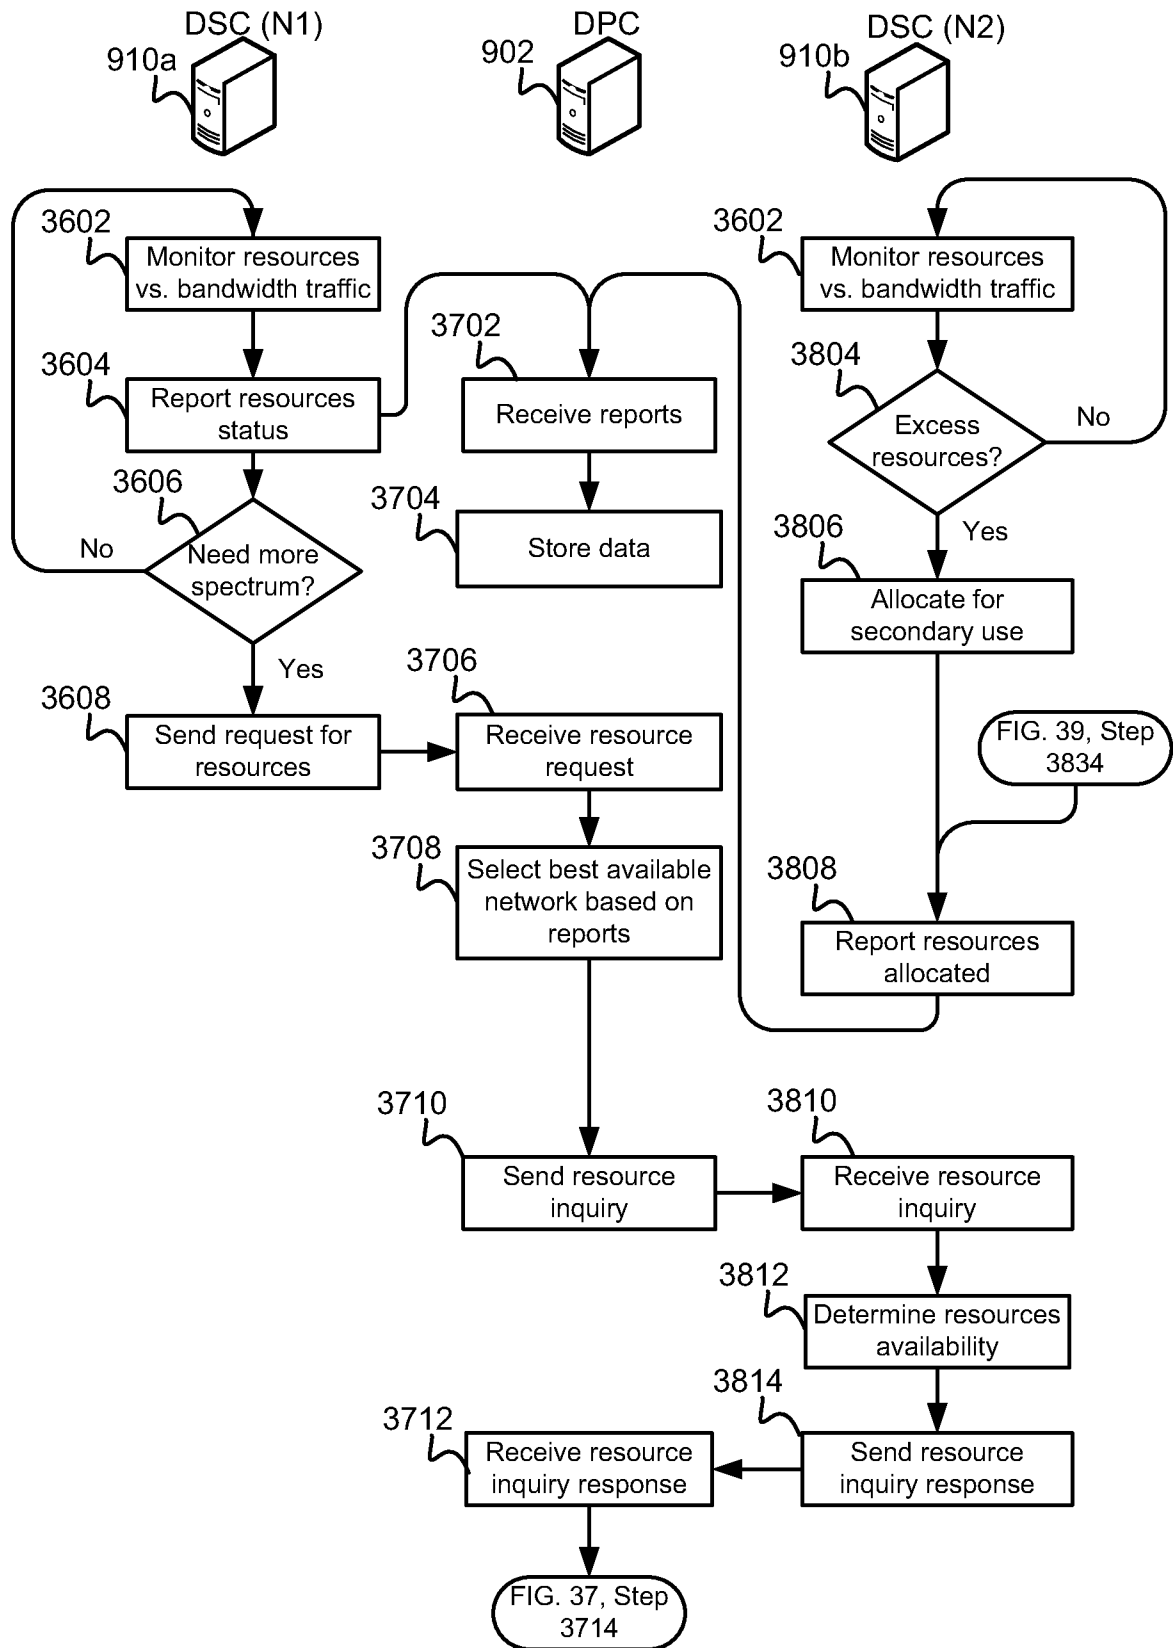 DSC (N1)
DPC
DSC (N2)
910a
902
910b
3602
Monitor resources
vs. bandwidth traffic
3602
Monitor resources
vs. bandwidth traffic
3604
Report resources
status
3702
Receive reports
3804
Excess
resources?
No
Yes
3606
Need more
spectrum?
No
Yes
3704
Store data
3806
Allocate for
secondary use
3608
Send request for
resources
3706
Receive resource
request
FIG. 39, Step
3834
3708
Select best available
network based on
reports
3808
Report resources
allocated
3710
Send resource
inquiry
3810
Receive resource
inquiry
3812
Determine resources
availability
3814
Send resource
inquiry response
3712
Receive resource
inquiry response
FIG. 37, Step
3714